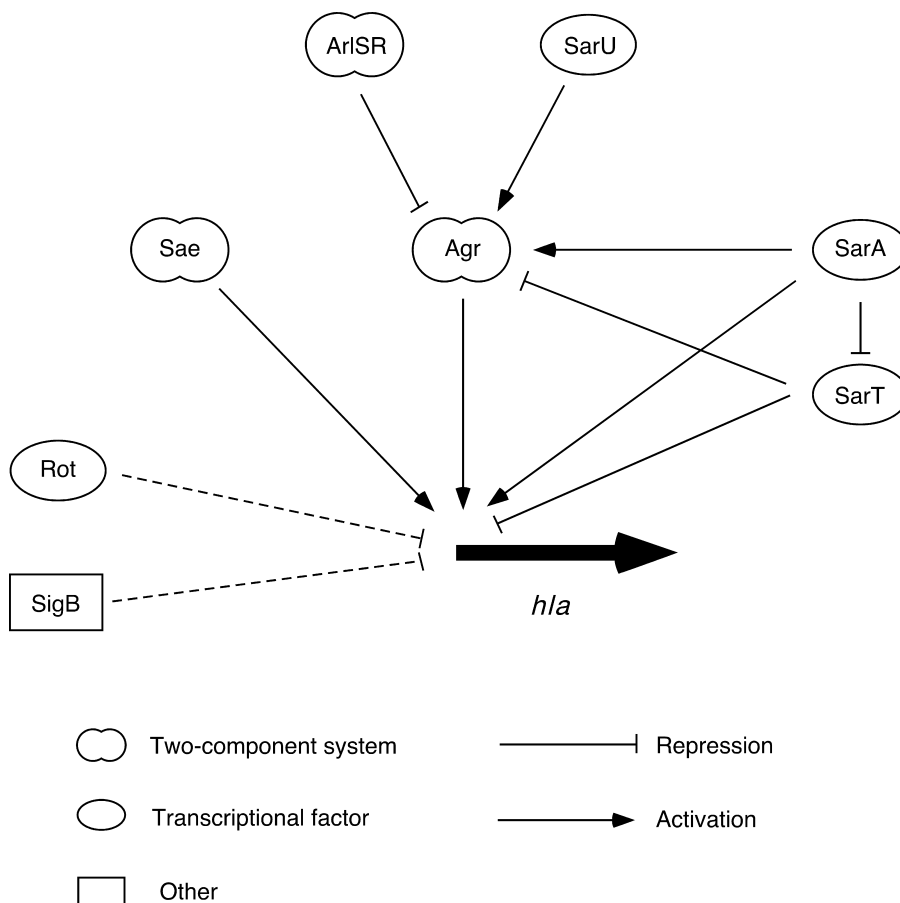 ArlSR
SarU
Sae
Agr
SarA
SarT
Rot
SigB
hla
Two-component system
Repression
Transcriptional factor
Activation
Other